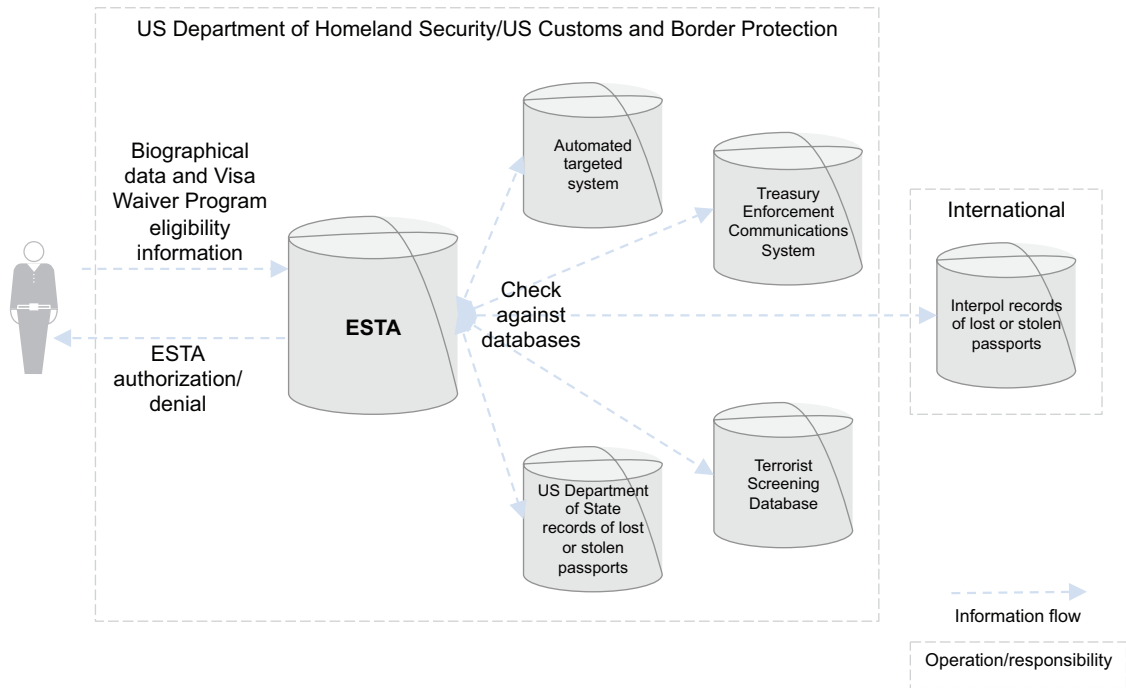 US Department of Homeland Security/US Customs and Border Protection
Biographical
data and Visa
Waiver Program
eligibility
information
ESTA
authorization/
denial
ESTA
Check
against
databases
Automated
targeted
system
Treasury
Enforcement
Communications
System
US Department
of State
records of lost
or stolen
passports
Terrorist
Screening
Database
International
Interpol records
of lost or stolen
passports
Information flow
Operation/responsibility